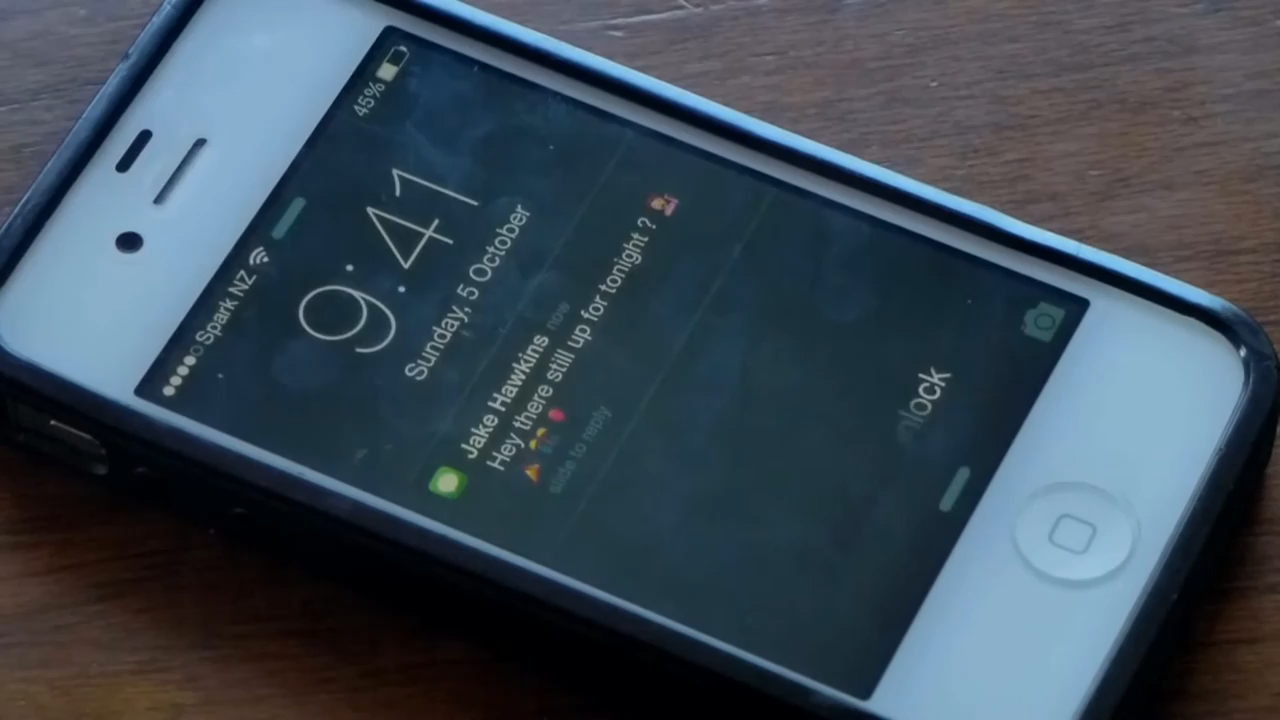 Spark NZ 45%
9:41
Sunday, 5 October
Jake Hawkins now
Hey there still up for tonight ? 💁
🎉👯🎈
slide to reply
nlock